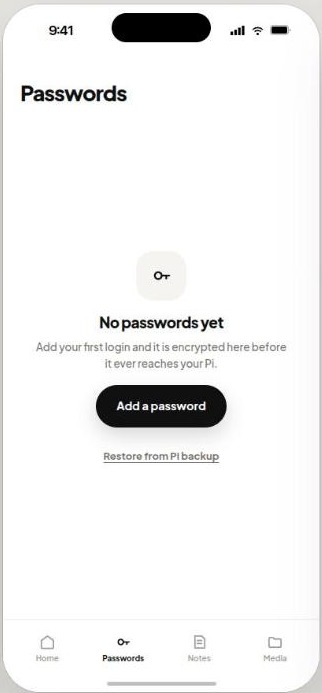 9:41
Passwords
No passwords yet
Add your first login and it is encrypted here before
it ever reaches your Pi.
Add a password
Restore from Pi backup
Home
Passwords
Notes
Media